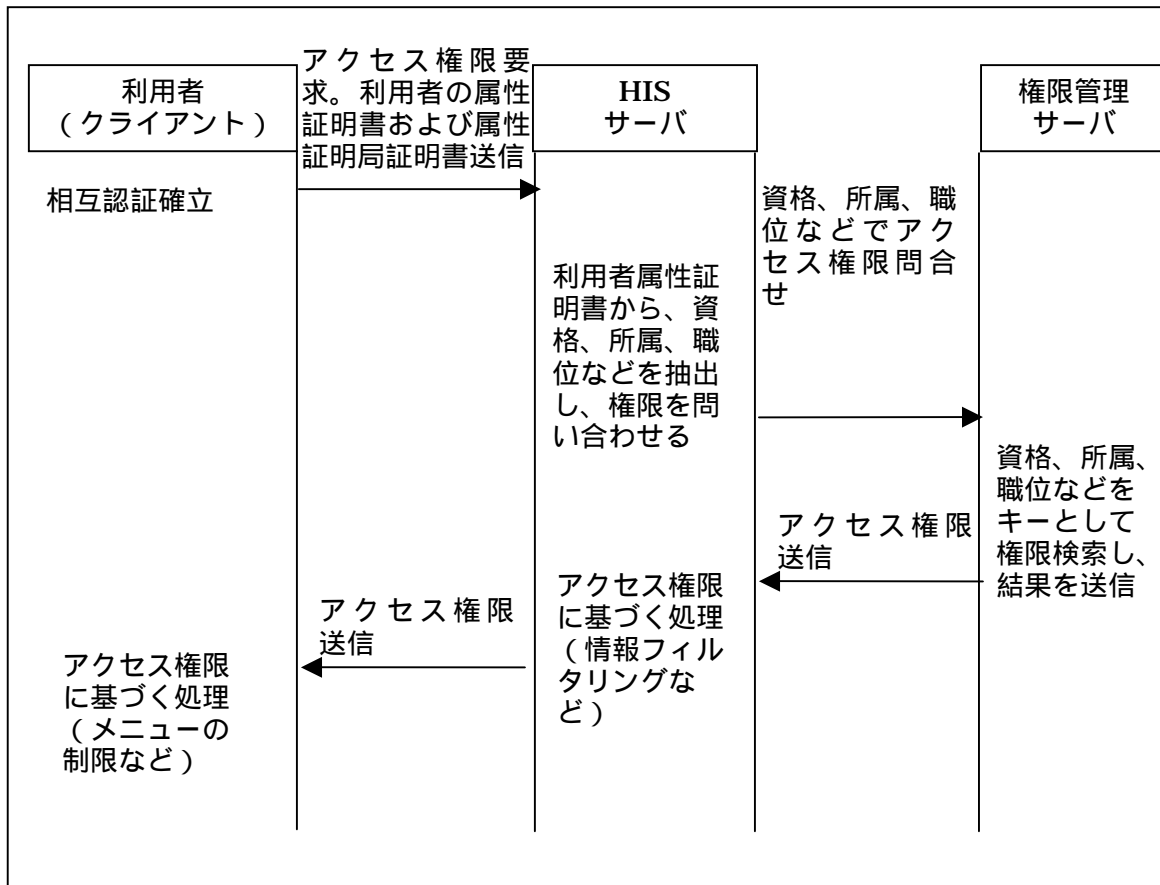 利用者
（クライアント）
アクセス権限要
求。利用者の属性
証明書および属性
証明局証明書送信
HIS
サーバ
権限管理
サーバ
相互認証確立
資格、所属、職
位などでアク
セス権限問合
せ
利用者属性証
明書から、資
格、所属、職
位などを抽出
し、権限を問
い合わせる
資格、所属、
職位などを
キーとして
権限検索し、
結果を送信
アクセス権限
送信
アクセス権限
に基づく処理
（情報フィル
タリングな
ど）
アクセス権限
送信
アクセス権限
に基づく処理
（メニューの
制限など）